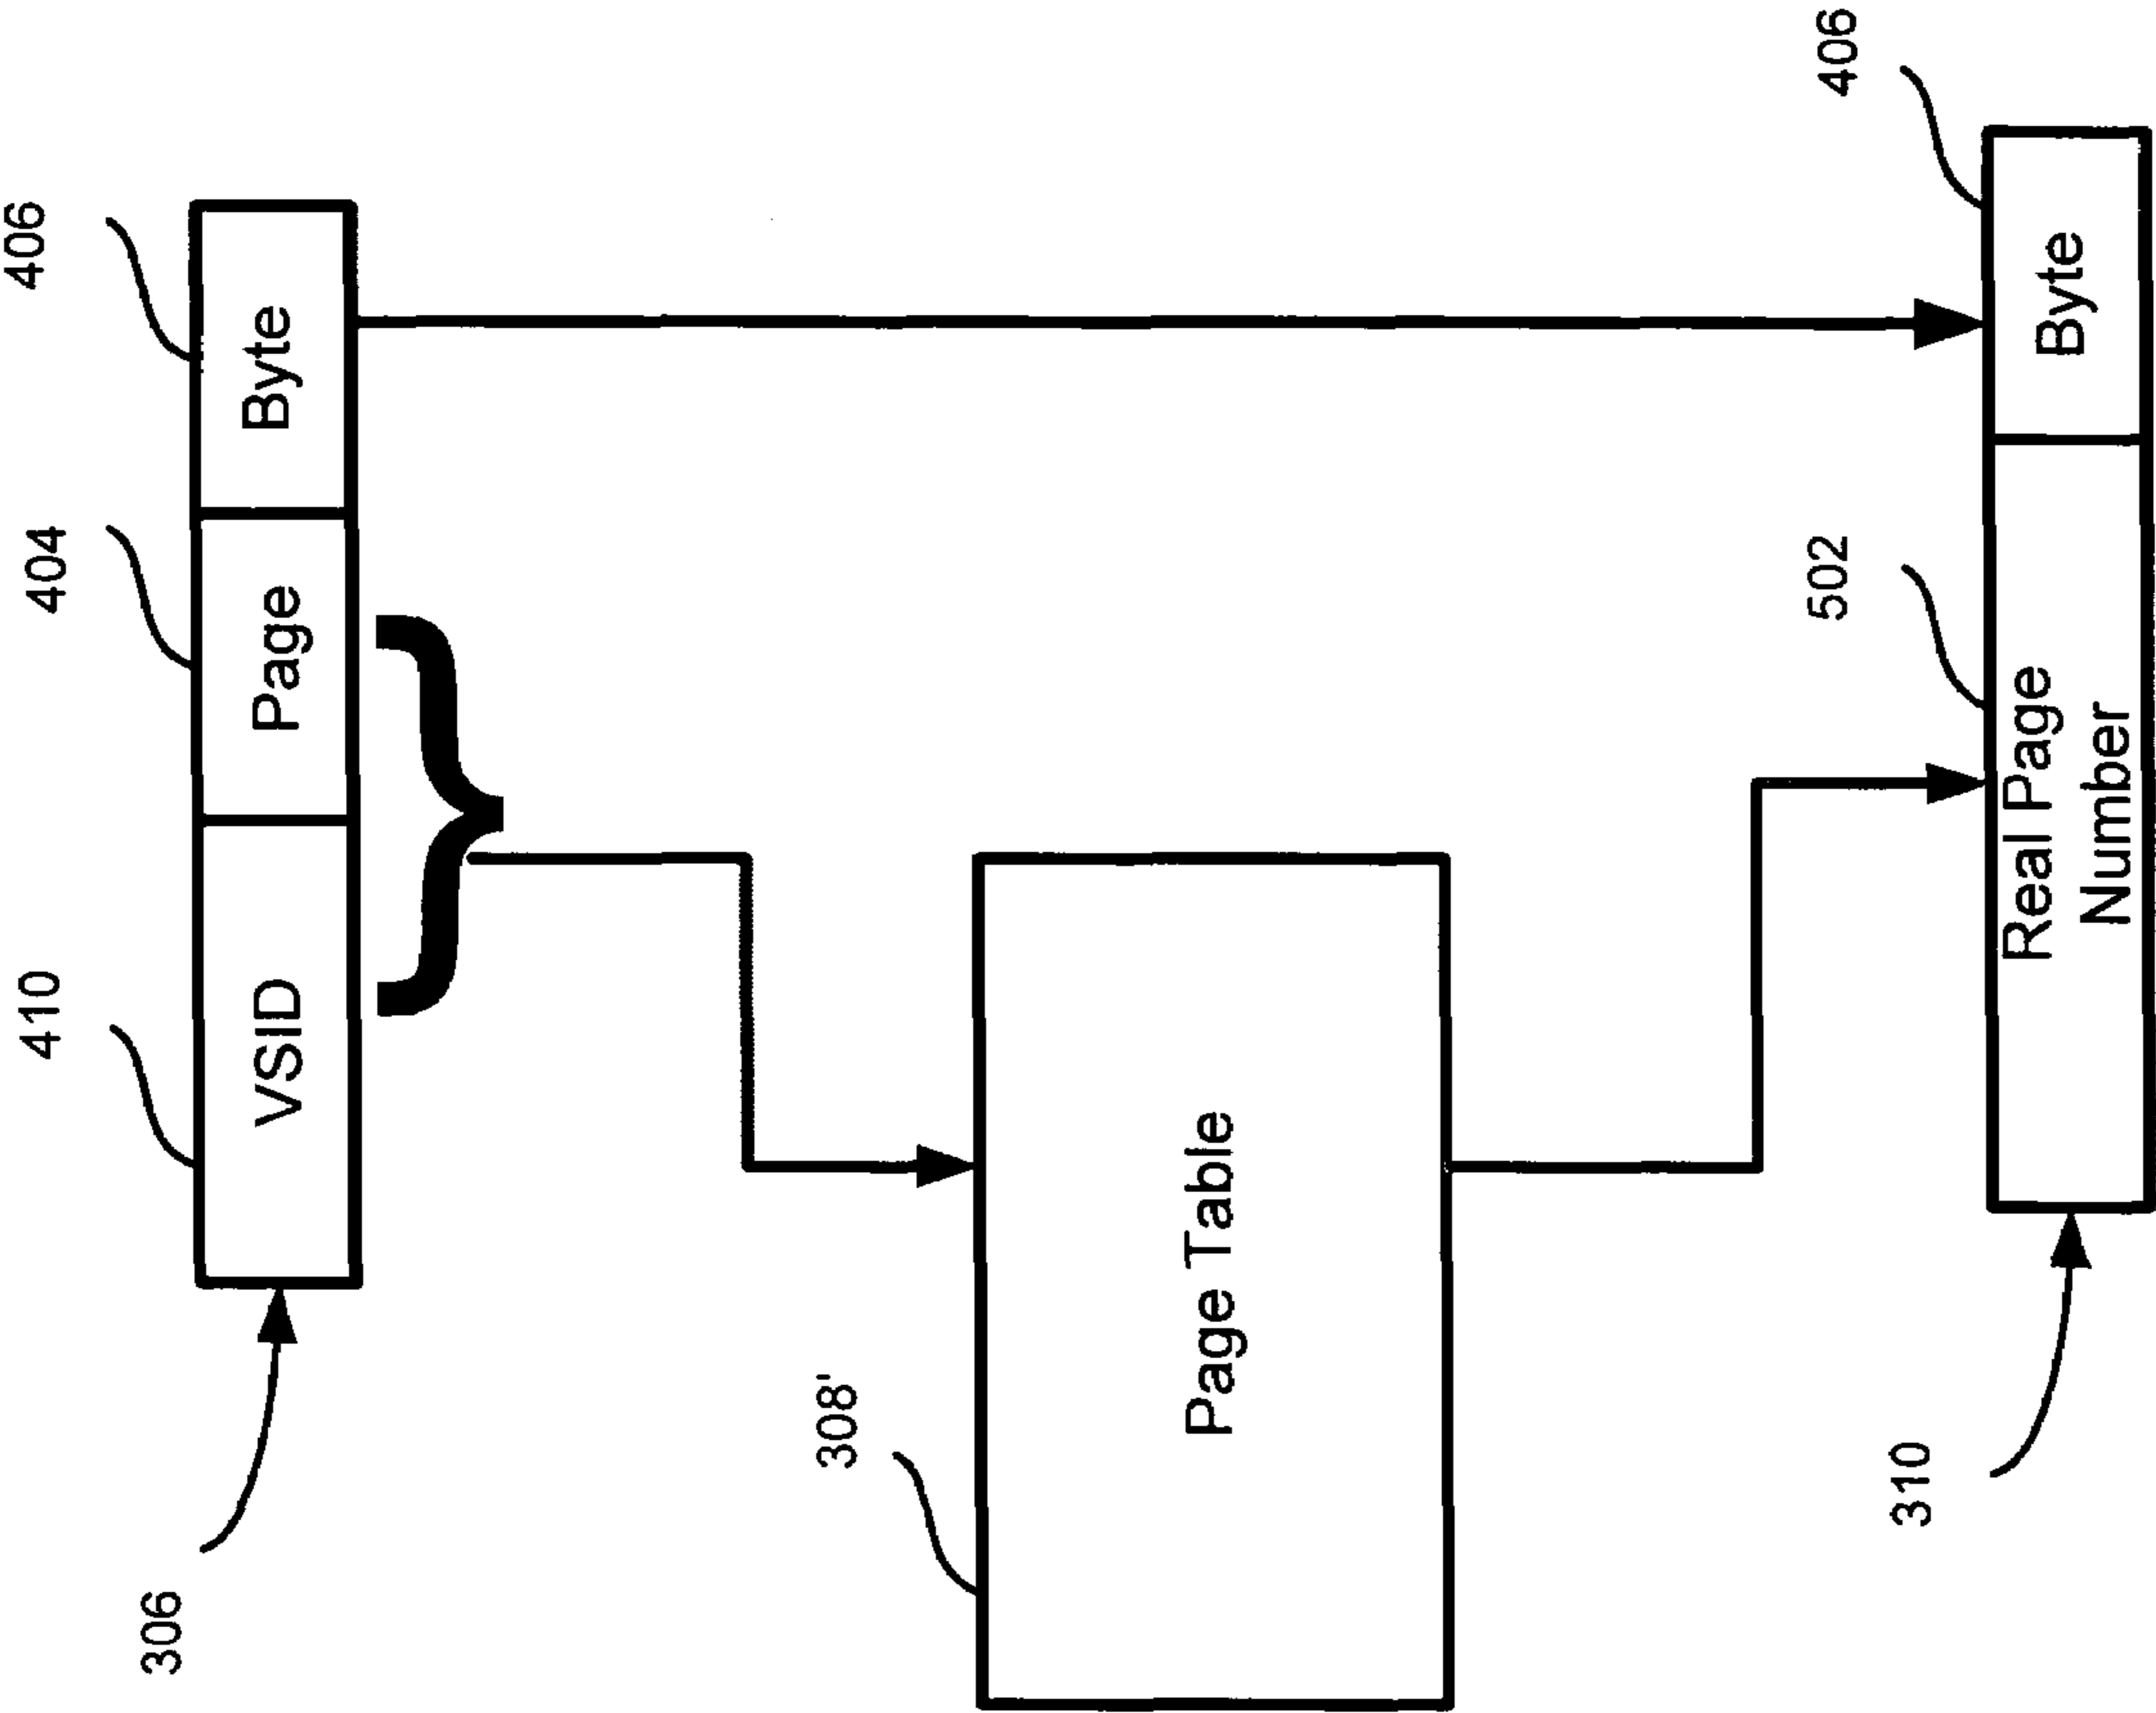 410
404
406
306
VSID
Page
Byte
308'
Page Table
502
406
310
Real Page
Number
Byte